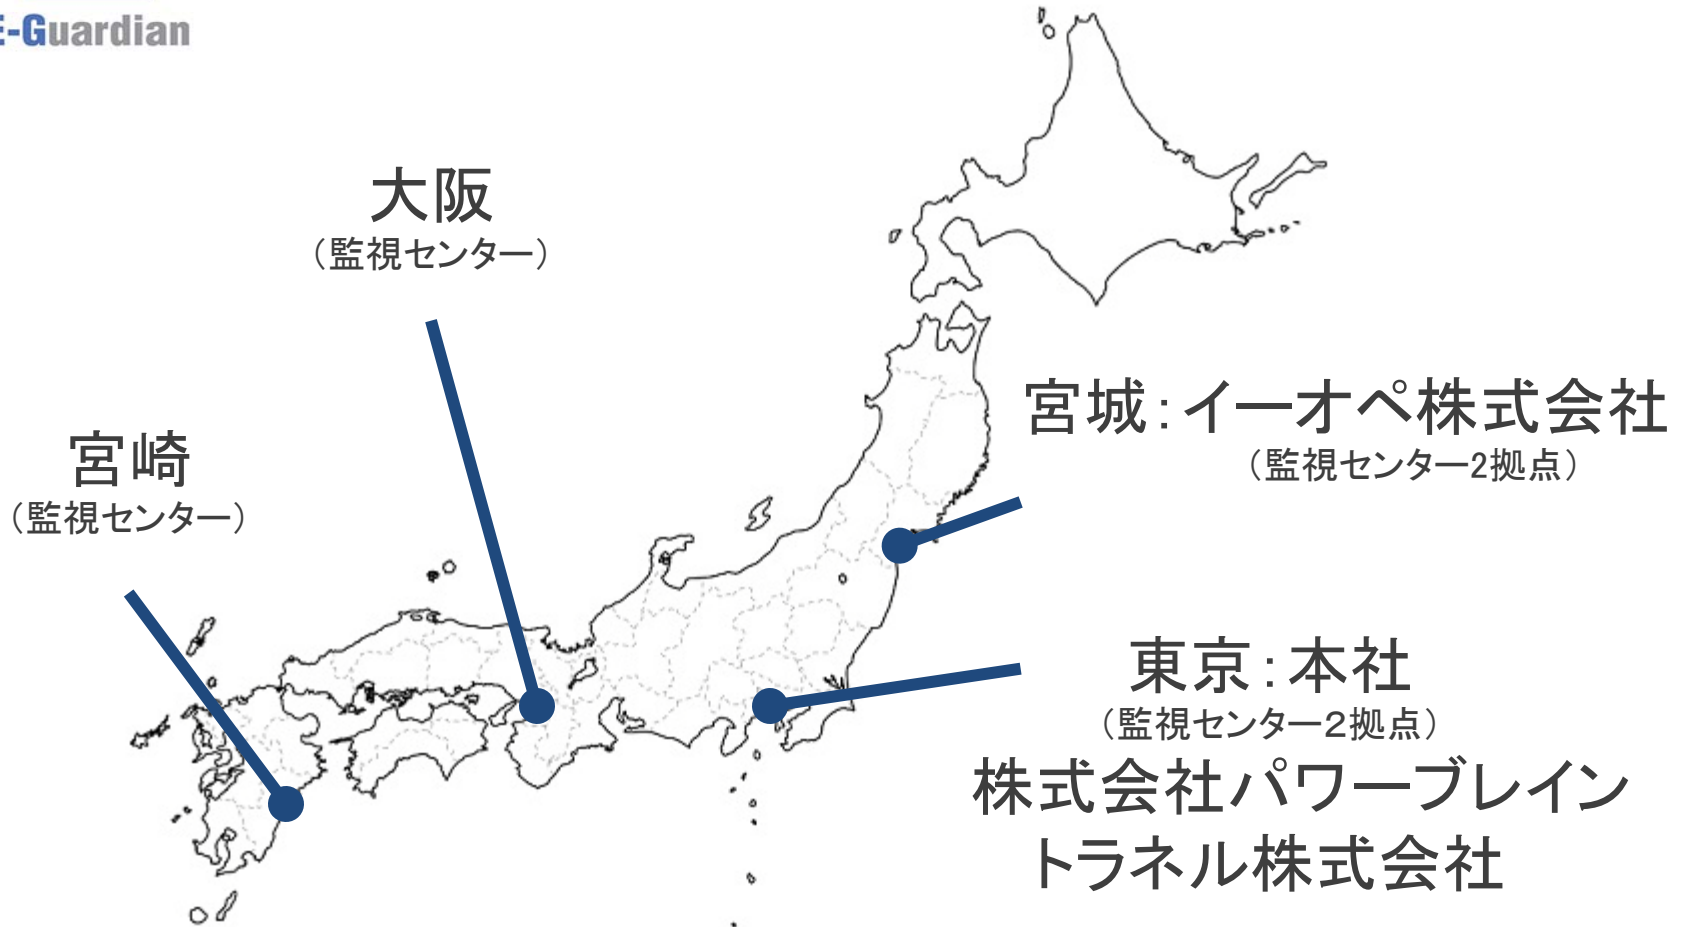 E-Guardian
大阪
（監視センター）
宮崎
（監視センター）
宮城：イーオペ株式会社
（監視センター2拠点）
東京：本社
（監視センター２拠点）
株式会社パワーブレイン
トラネル株式会社